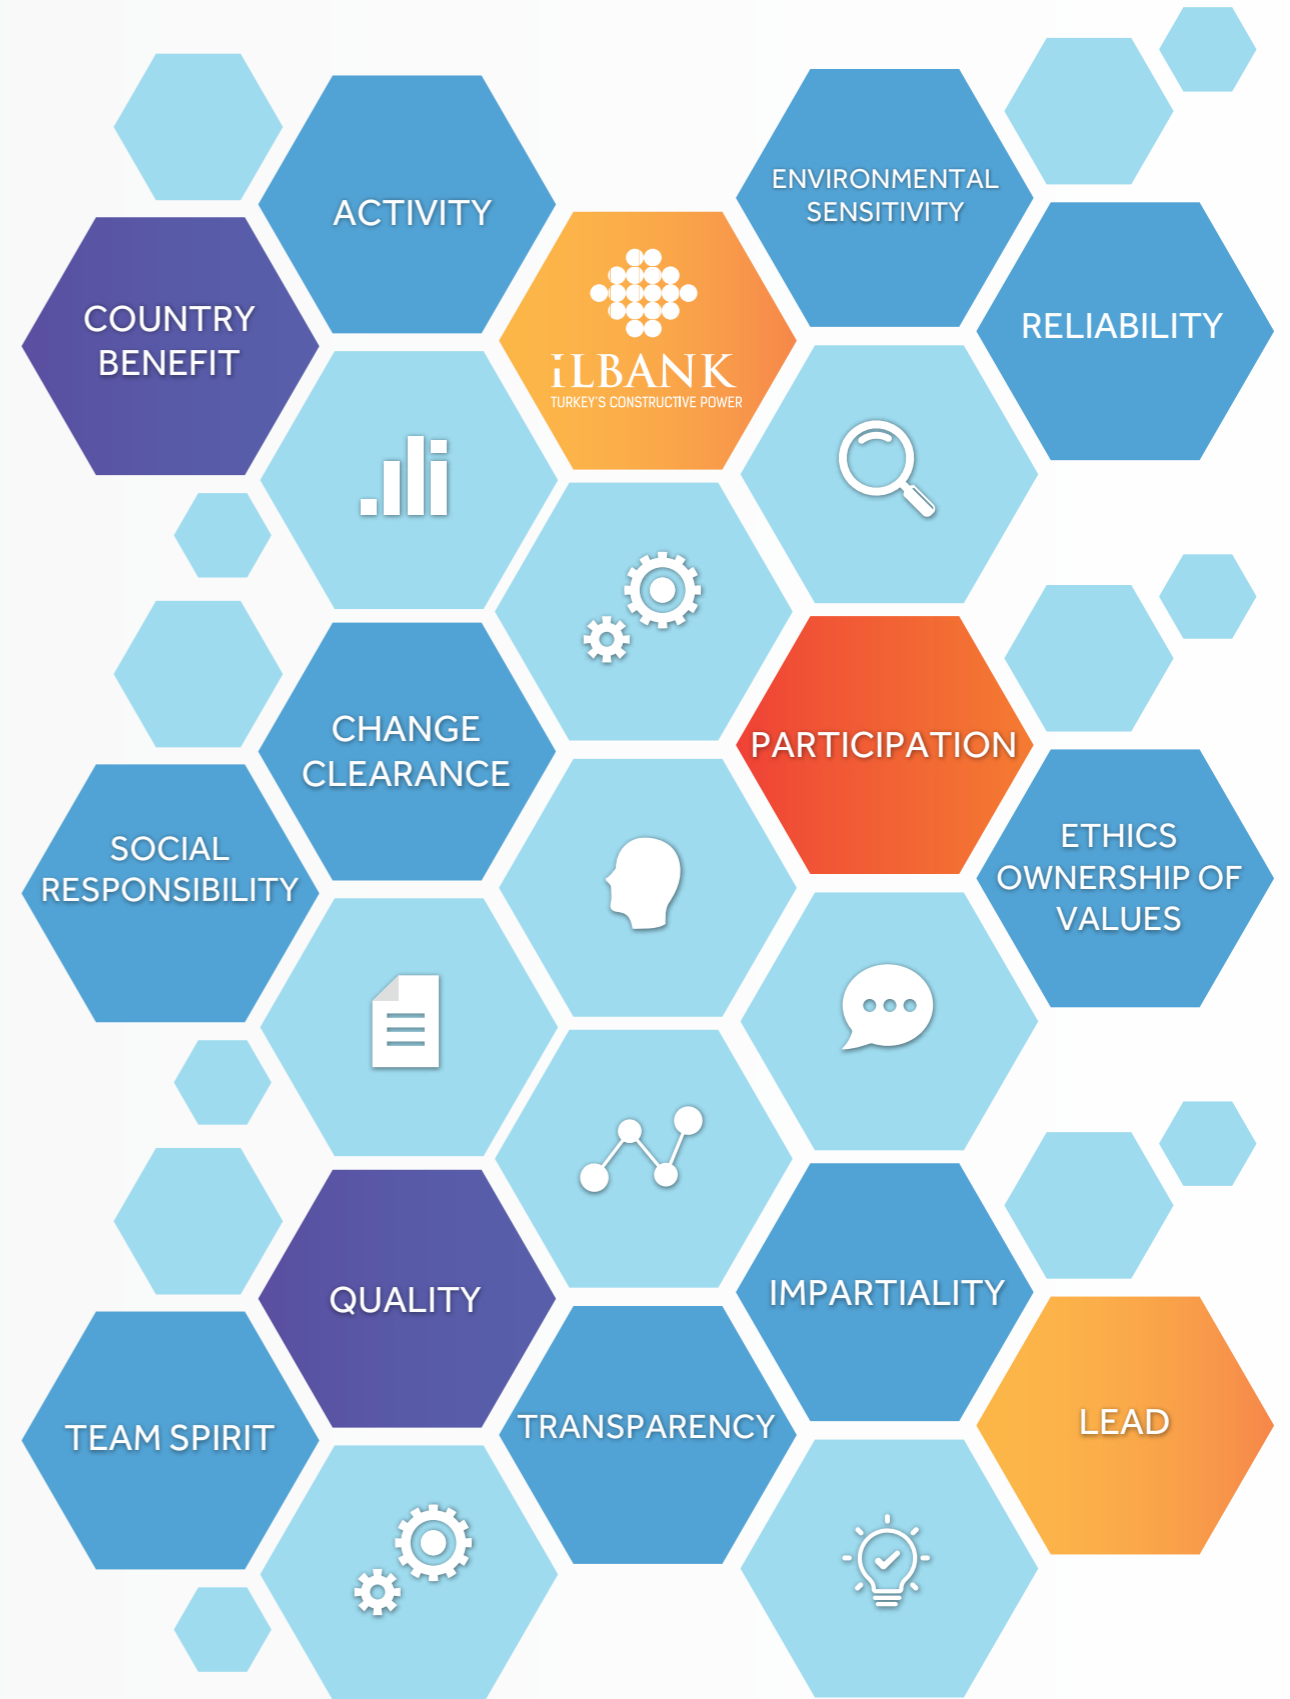 ACTIVITY
ENVIRONMENTAL
SENSITIVITY
COUNTRY
BENEFIT
iLBANK
TURKEY'S CONSTRUCTIVE POWER
RELIABILITY
CHANGE
CLEARANCE
PARTICIPATION
SOCIAL
RESPONSIBILITY
ETHICS
OWNERSHIP OF
VALUES
QUALITY
IMPARTIALITY
TEAM SPIRIT
TRANSPARENCY
LEAD